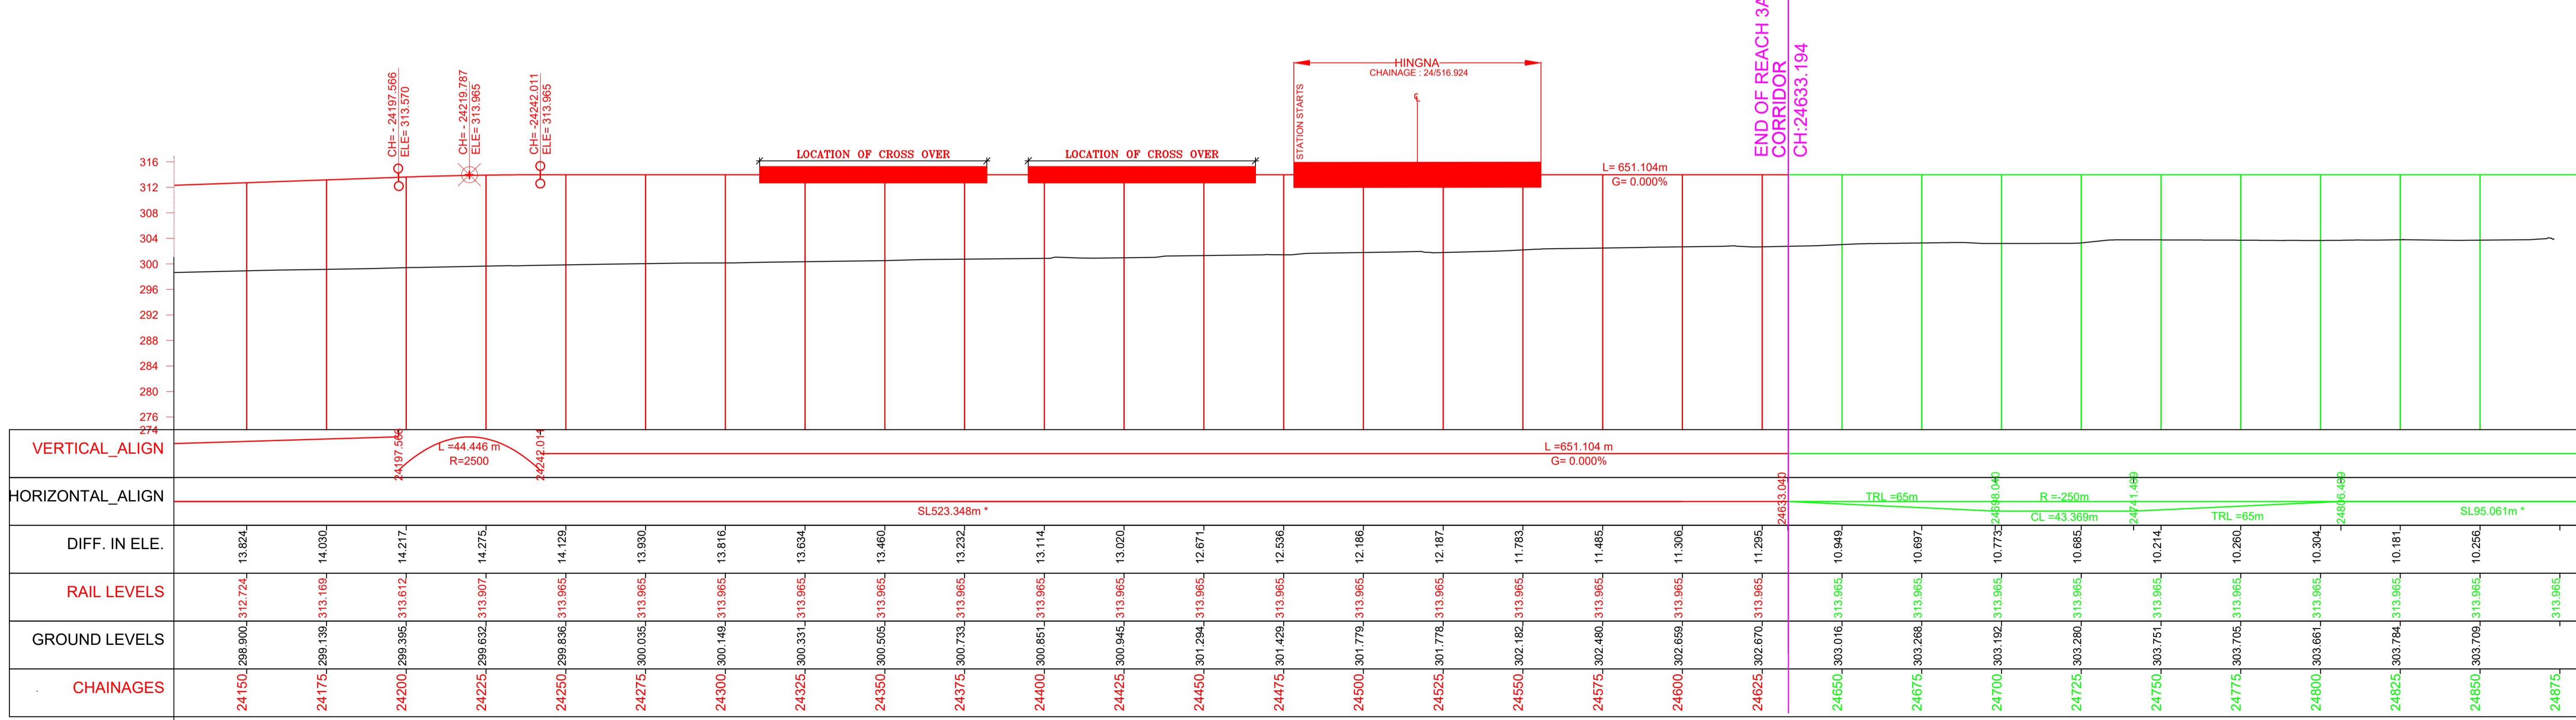 END OF REACH 3A
CORRIDOR
CH:24633.194
HINGNA
CHAINAGE : 24/516.924
STATION STARTS
CH= - 24197.566
ELE= 313.570
CH= - 24219.787
ELE= 313.965
CH= -24242.011
ELE= 313.965
LOCATION OF CROSS OVER
LOCATION OF CROSS OVER
L= 651.104m
G= 0.000%
316
312
308
304
300
296
292
288
284
280
276
274
VERTICAL_ALIGN
24197.566
L =44.446 m
R=2500
24242.011
L =651.104 m
G= 0.000%
HORIZONTAL_ALIGN
SL523.348m *
24633.040
TRL =65m
24698.040
R =-250m
CL =43.369m
24741.409
TRL =65m
24806.409
SL95.061m *
DIFF. IN ELE.
13.824 14.030 14.217 14.275 14.129 13.930 13.816 13.634 13.460 13.232 13.114 13.020 12.671 12.536 12.186 12.187 11.783 11.485 11.306 11.295 10.949 10.697 10.773 10.685 10.214 10.260 10.304 10.181 10.256
RAIL LEVELS
312.724 313.169 313.612 313.907 313.965 313.965 313.965 313.965 313.965 313.965 313.965 313.965 313.965 313.965 313.965 313.965 313.965 313.965 313.965 313.965 313.965 313.965 313.965 313.965 313.965 313.965 313.965 313.965 313.965 313.965
GROUND LEVELS
298.900 299.139 299.395 299.632 299.836 300.035 300.149 300.331 300.505 300.733 300.851 300.945 301.294 301.429 301.779 301.778 302.182 302.480 302.659 302.670 303.016 303.268 303.192 303.280 303.751 303.705 303.661 303.784 303.709
CHAINAGES
24150 24175 24200 24225 24250 24275 24300 24325 24350 24375 24400 24425 24450 24475 24500 24525 24550 24575 24600 24625 24650 24675 24700 24725 24750 24775 24800 24825 24850 24875